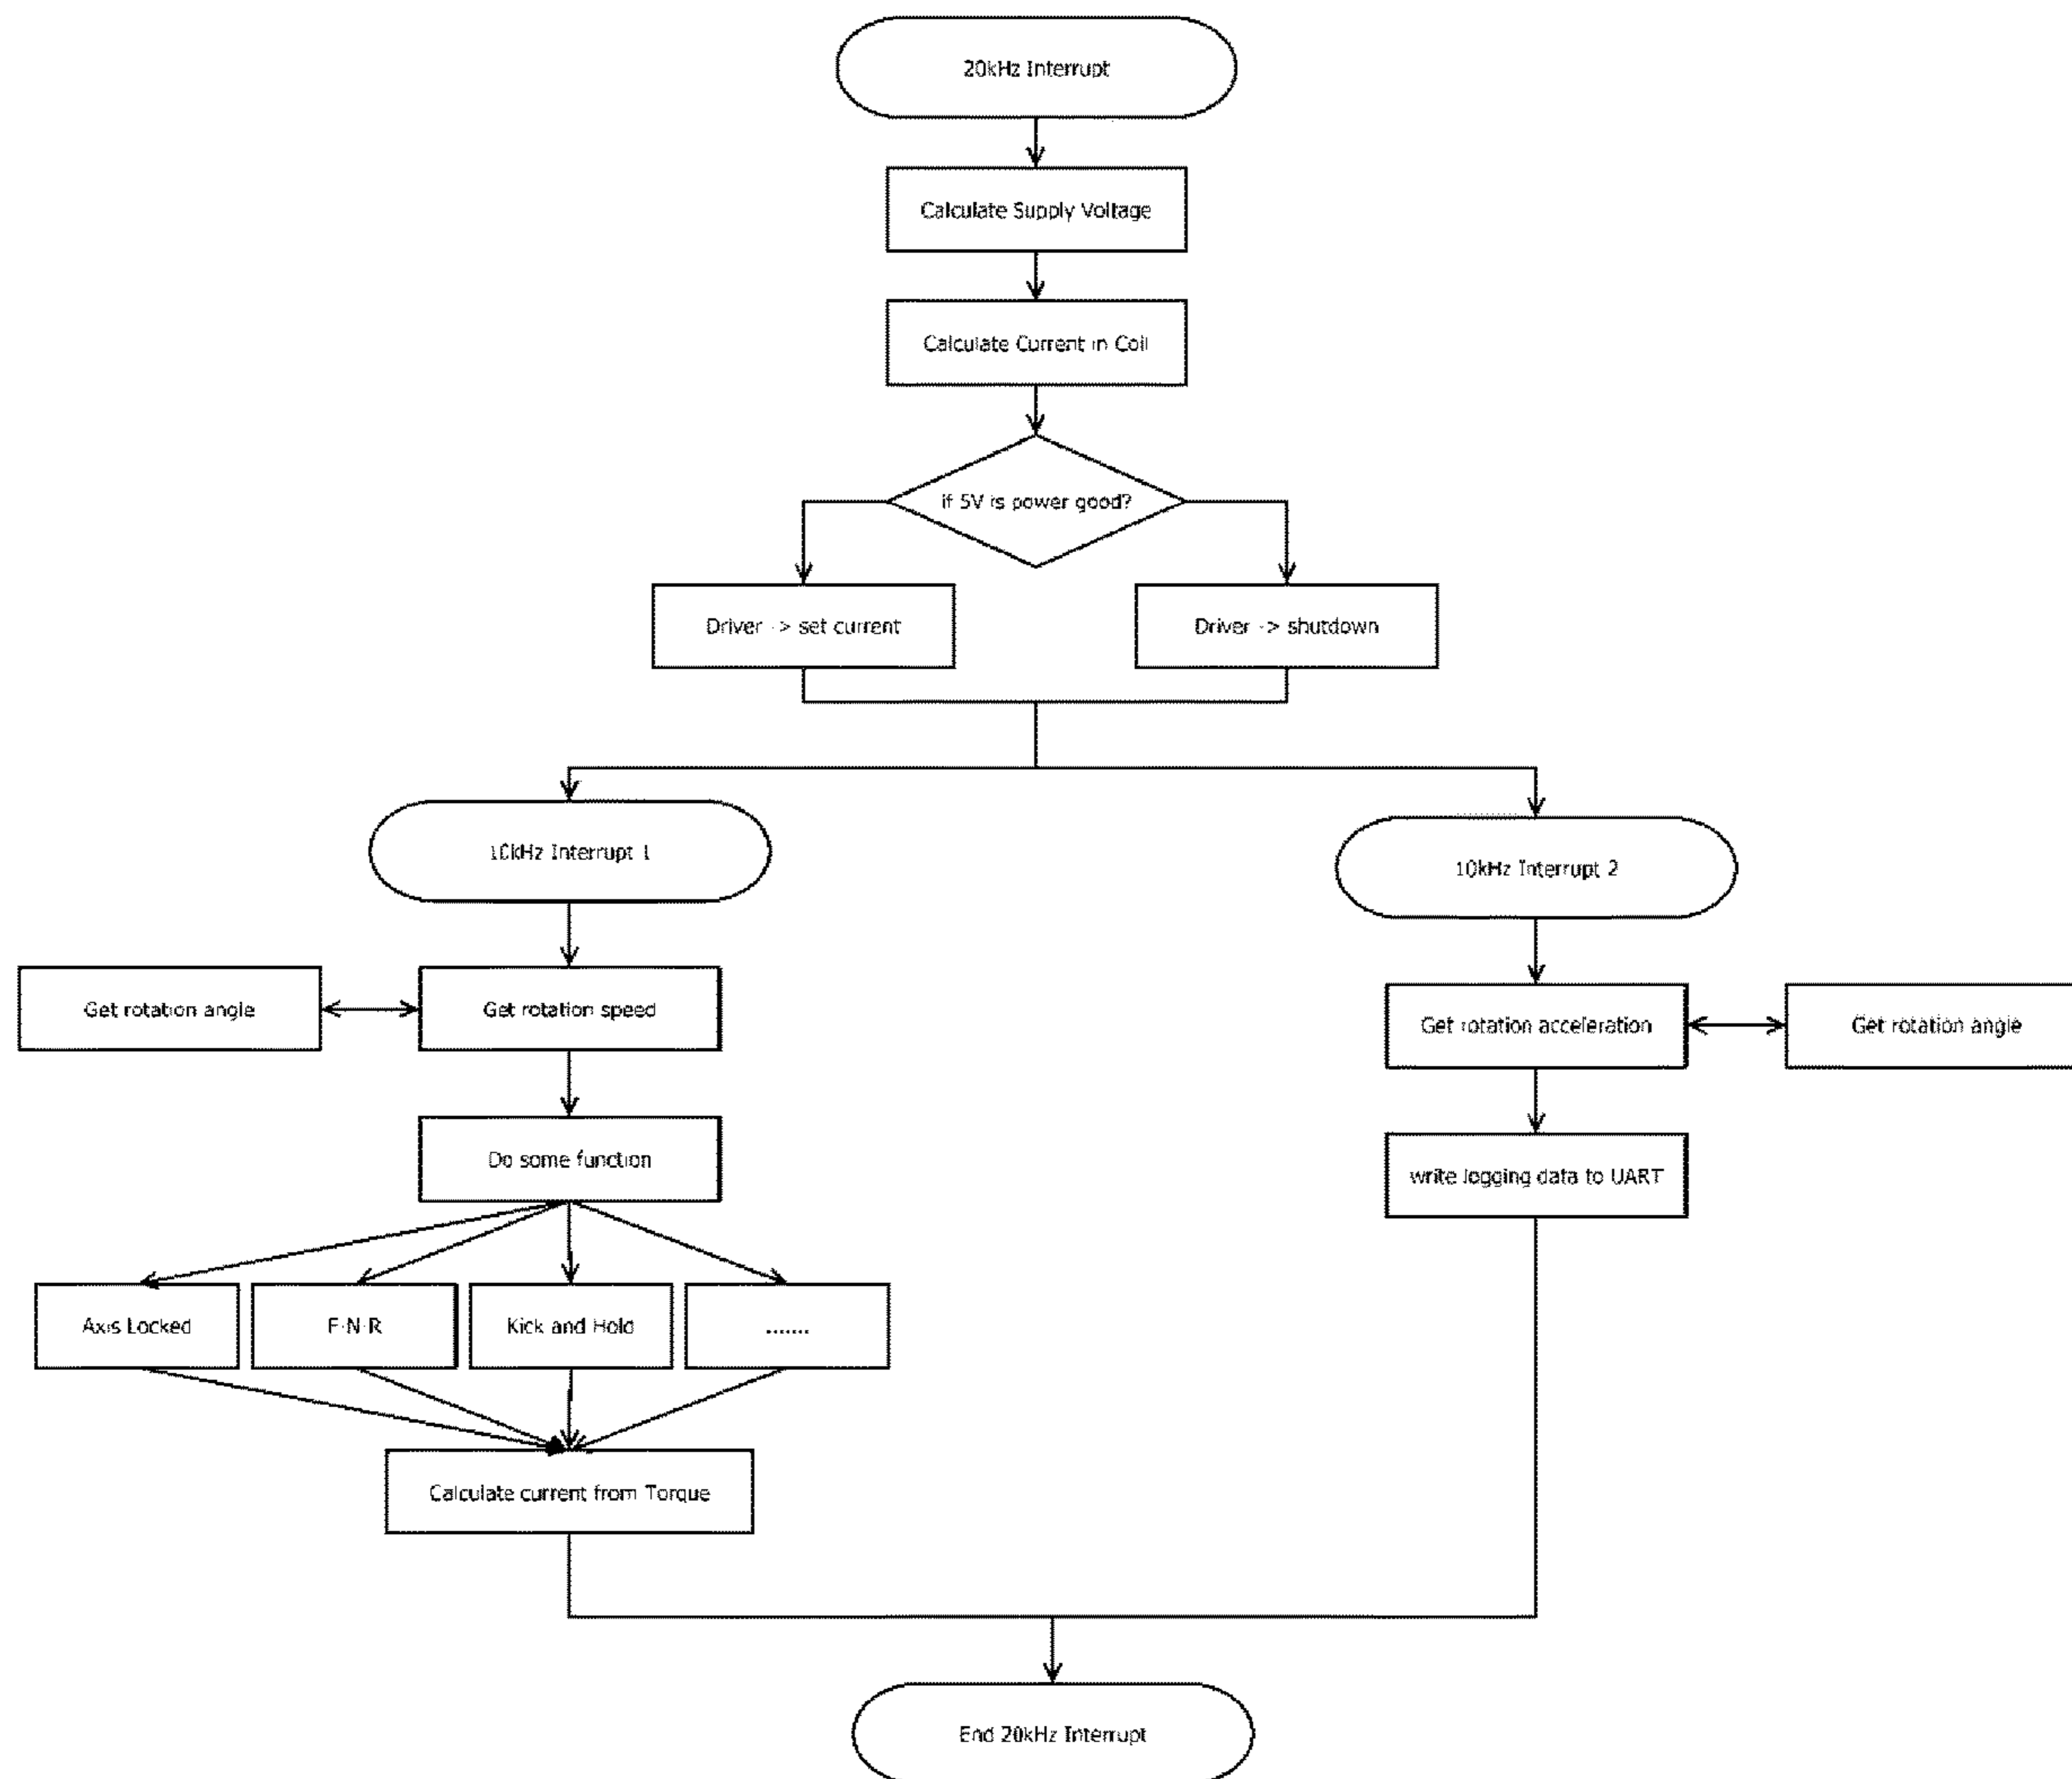 20kHz Interrupt
Calculate Supply Voltage
Calculate Current in Coil
if 5V is power good?
Driver -> set current
Driver -> shutdown
10kHz Interrupt 1
10kHz Interrupt 2
Get rotation angle
Get rotation speed
Get rotation acceleration
Get rotation angle
Do some function
write logging data to UART
Axis Locked
F-N-R
Kick and Hold
.......
Calculate current from Torque
End 20kHz Interrupt